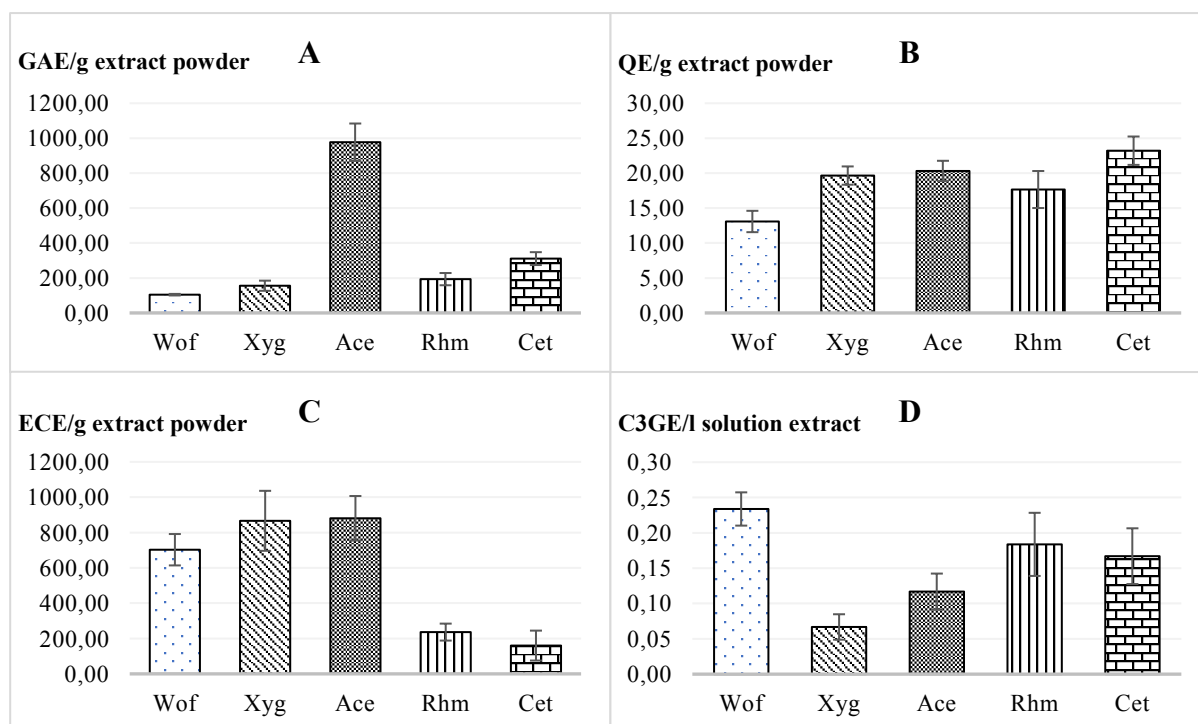 A
GAE/g extract powder
1200,00
1000,00
800,00
600,00
400,00
200,00
0,00
Wof Xyg Ace Rhm Cet
B
QE/g extract powder
30,00
25,00
20,00
15,00
10,00
5,00
0,00
Wof Xyg Ace Rhm Cet
C
ECE/g extract powder
1200,00
1000,00
800,00
600,00
400,00
200,00
0,00
Wof Xyg Ace Rhm Cet
D
C3GE/l solution extract
0,30
0,25
0,20
0,15
0,10
0,05
0,00
Wof Xyg Ace Rhm Cet